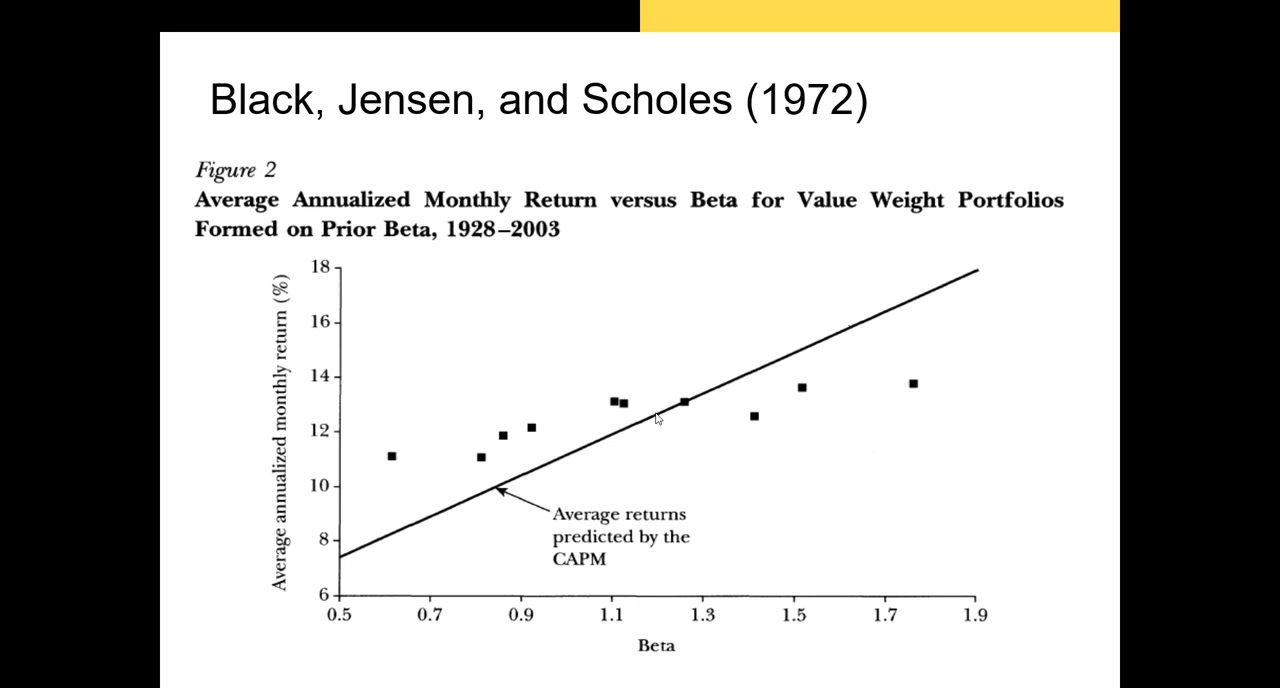 Black, Jensen, and Scholes (1972)
Figure 2
Average Annualized Monthly Return versus Beta for Value Weight Portfolios
Formed on Prior Beta, 1928–2003
Average annualized monthly return (%)
18
16
14
12
10
8
6
Average returns
predicted by the
CAPM
0.5 0.7 0.9 1.1 1.3 1.5 1.7 1.9
Beta